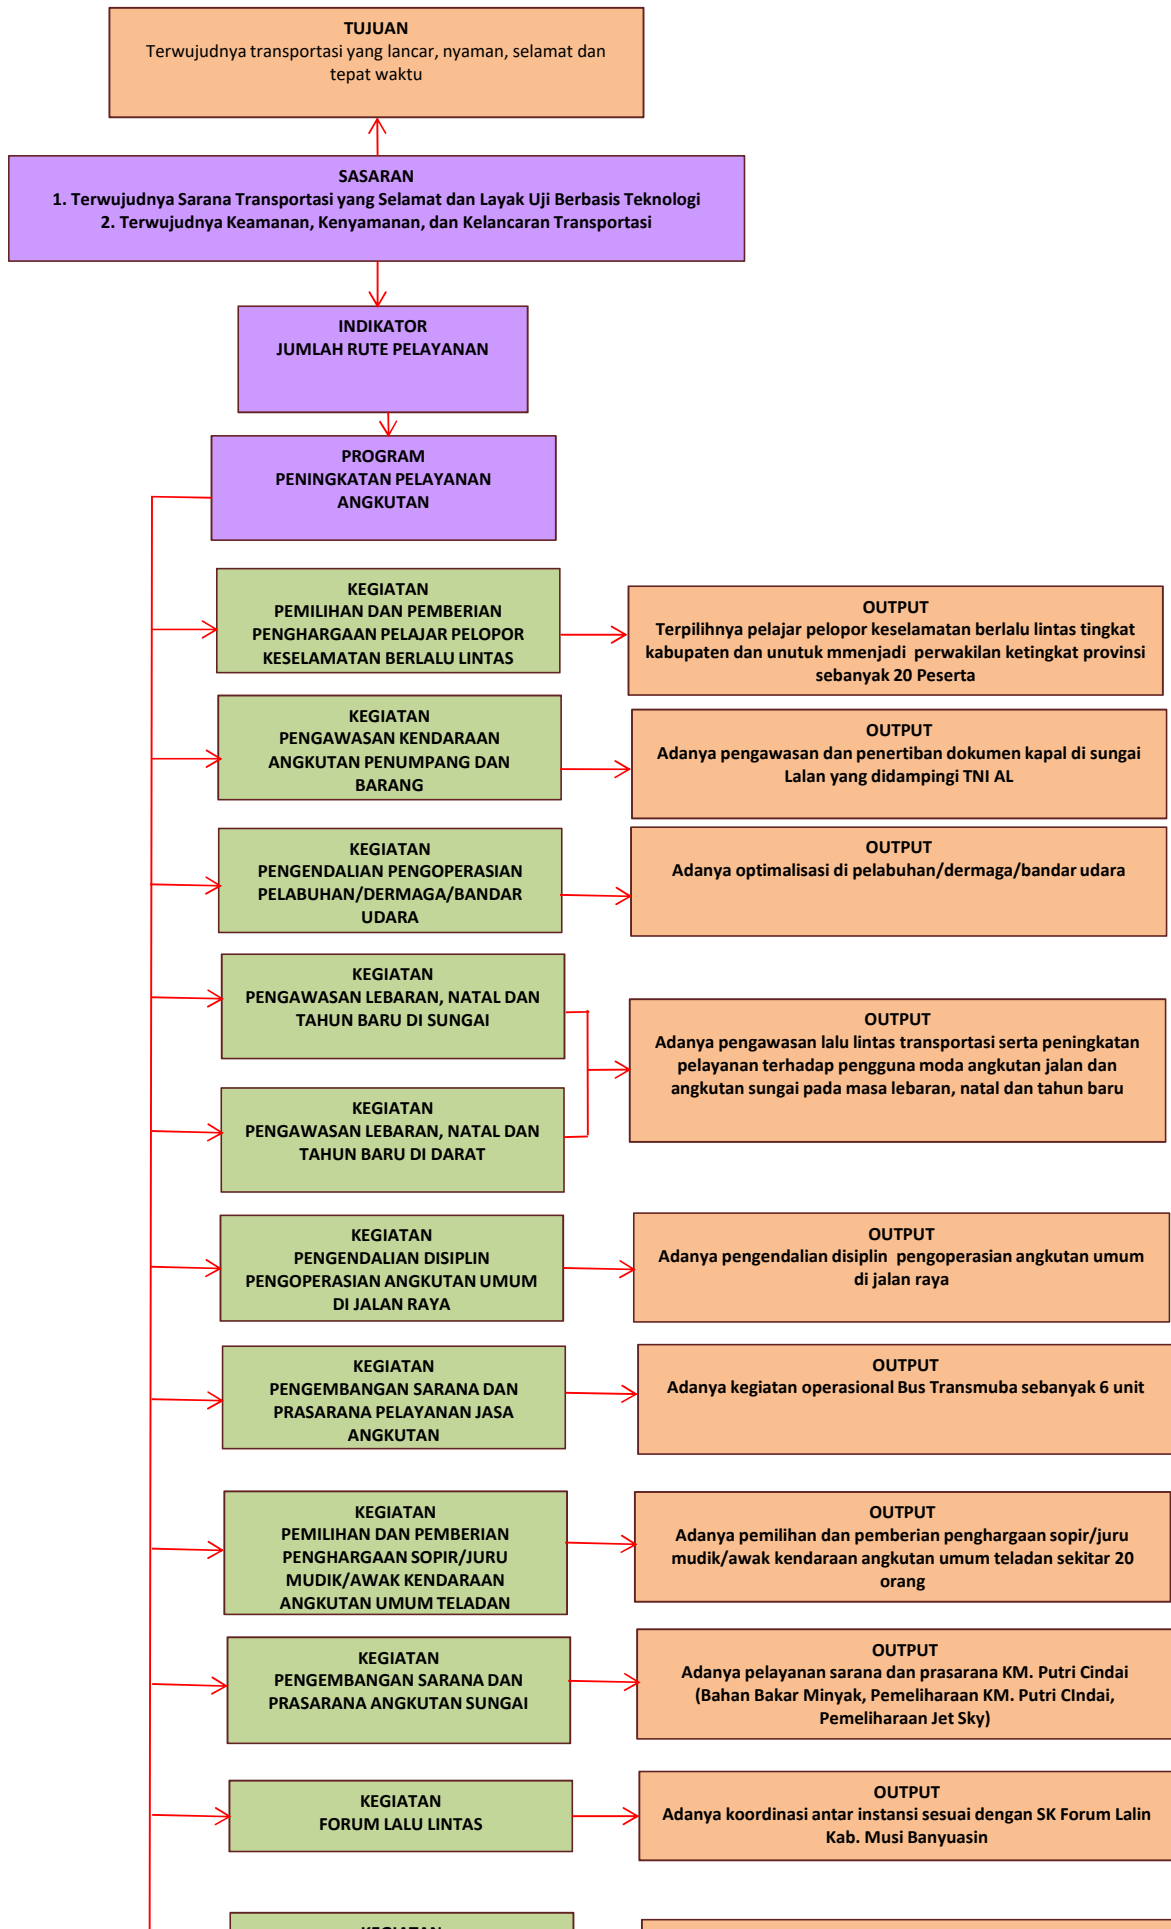 TUJUAN
Terwujudnya transportasi yang lancar, nyaman, selamat dan
tepat waktu
SASARAN
1. Terwujudnya Sarana Transportasi yang Selamat dan Layak Uji Berbasis Teknologi
2. Terwujudnya Keamanan, Kenyamanan, dan Kelancaran Transportasi
INDIKATOR
JUMLAH RUTE PELAYANAN
PROGRAM
PENINGKATAN PELAYANAN
ANGKUTAN
KEGIATAN
PEMILIHAN DAN PEMBERIAN
PENGHARGAAN PELAJAR PELOPOR
KESELAMATAN BERLALU LINTAS
OUTPUT
Terpilihnya pelajar pelopor keselamatan berlalu lintas tingkat
kabupaten dan unutuk mmenjadi perwakilan ketingkat provinsi
sebanyak 20 Peserta
KEGIATAN
PENGAWASAN KENDARAAN
ANGKUTAN PENUMPANG DAN
BARANG
OUTPUT
Adanya pengawasan dan penertiban dokumen kapal di sungai
Lalan yang didampingi TNI AL
KEGIATAN
PENGENDALIAN PENGOPERASIAN
PELABUHAN/DERMAGA/BANDAR
UDARA
OUTPUT
Adanya optimalisasi di pelabuhan/dermaga/bandar udara
KEGIATAN
PENGAWASAN LEBARAN, NATAL DAN
TAHUN BARU DI SUNGAI
KEGIATAN
PENGAWASAN LEBARAN, NATAL DAN
TAHUN BARU DI DARAT
OUTPUT
Adanya pengawasan lalu lintas transportasi serta peningkatan
pelayanan terhadap pengguna moda angkutan jalan dan
angkutan sungai pada masa lebaran, natal dan tahun baru
KEGIATAN
PENGENDALIAN DISIPLIN
PENGOPERASIAN ANGKUTAN UMUM
DI JALAN RAYA
OUTPUT
Adanya pengendalian disiplin pengoperasian angkutan umum
di jalan raya
KEGIATAN
PENGEMBANGAN SARANA DAN
PRASARANA PELAYANAN JASA
ANGKUTAN
OUTPUT
Adanya kegiatan operasional Bus Transmuba sebanyak 6 unit
KEGIATAN
PEMILIHAN DAN PEMBERIAN
PENGHARGAAN SOPIR/JURU
MUDIK/AWAK KENDARAAN
ANGKUTAN UMUM TELADAN
OUTPUT
Adanya pemilihan dan pemberian penghargaan sopir/juru
mudik/awak kendaraan angkutan umum teladan sekitar 20
orang
KEGIATAN
PENGEMBANGAN SARANA DAN
PRASARANA ANGKUTAN SUNGAI
OUTPUT
Adanya pelayanan sarana dan prasarana KM. Putri Cindai
(Bahan Bakar Minyak, Pemeliharaan KM. Putri CIndai,
Pemeliharaan Jet Sky)
KEGIATAN
FORUM LALU LINTAS
OUTPUT
Adanya koordinasi antar instansi sesuai dengan SK Forum Lalin
Kab. Musi Banyuasin
KEGIATAN